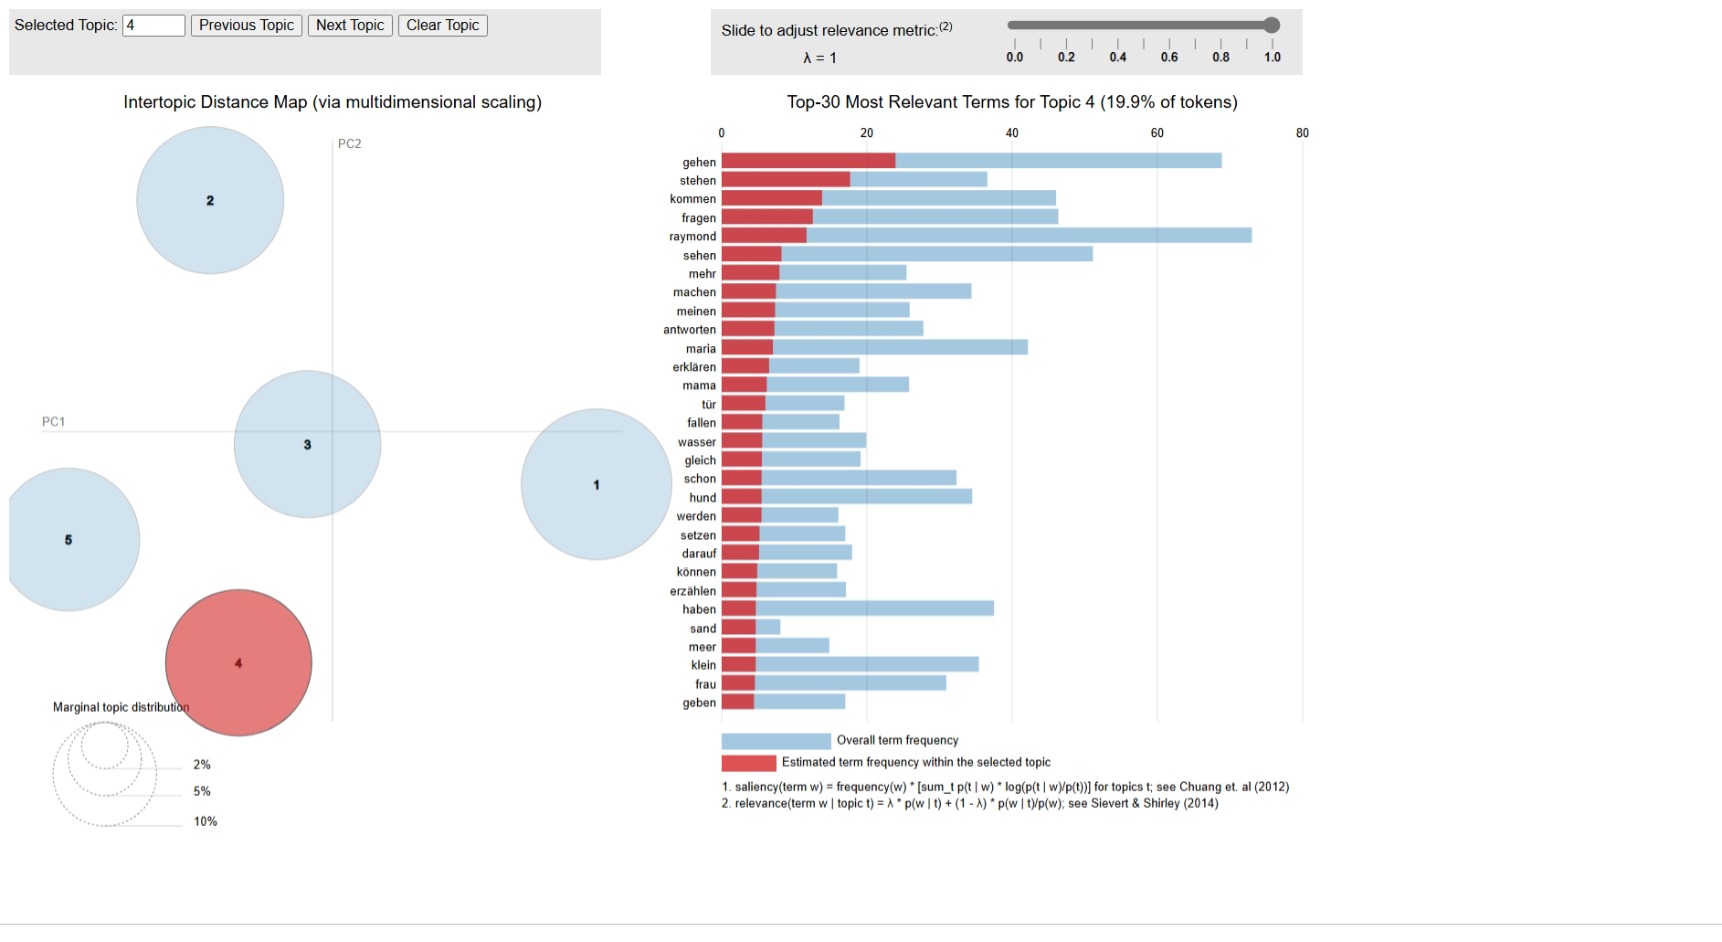 Selected Topic: 4 Previous Topic Next Topic Clear Topic
Slide to adjust relevance metric:(2)
λ = 1
0.0 0.2 0.4 0.6 0.8 1.0
Intertopic Distance Map (via multidimensional scaling)
PC2
PC1
2
3
1
5
4
Marginal topic distribution
2%
5%
10%
Top-30 Most Relevant Terms for Topic 4 (19.9% of tokens)
0 20 40 60 80
gehen
stehen
kommen
fragen
raymond
sehen
mehr
machen
meinen
antworten
maria
erklären
mama
tür
fallen
wasser
gleich
schon
hund
werden
setzen
darauf
können
erzählen
haben
sand
meer
klein
frau
geben
Overall term frequency
Estimated term frequency within the selected topic
1. saliency(term w) = frequency(w) * [sum_t p(t | w) * log(p(t | w)/p(t))] for topics t; see Chuang et. al (2012)
2. relevance(term w | topic t) = λ * p(w | t) + (1 - λ) * p(w | t)/p(w); see Sievert & Shirley (2014)